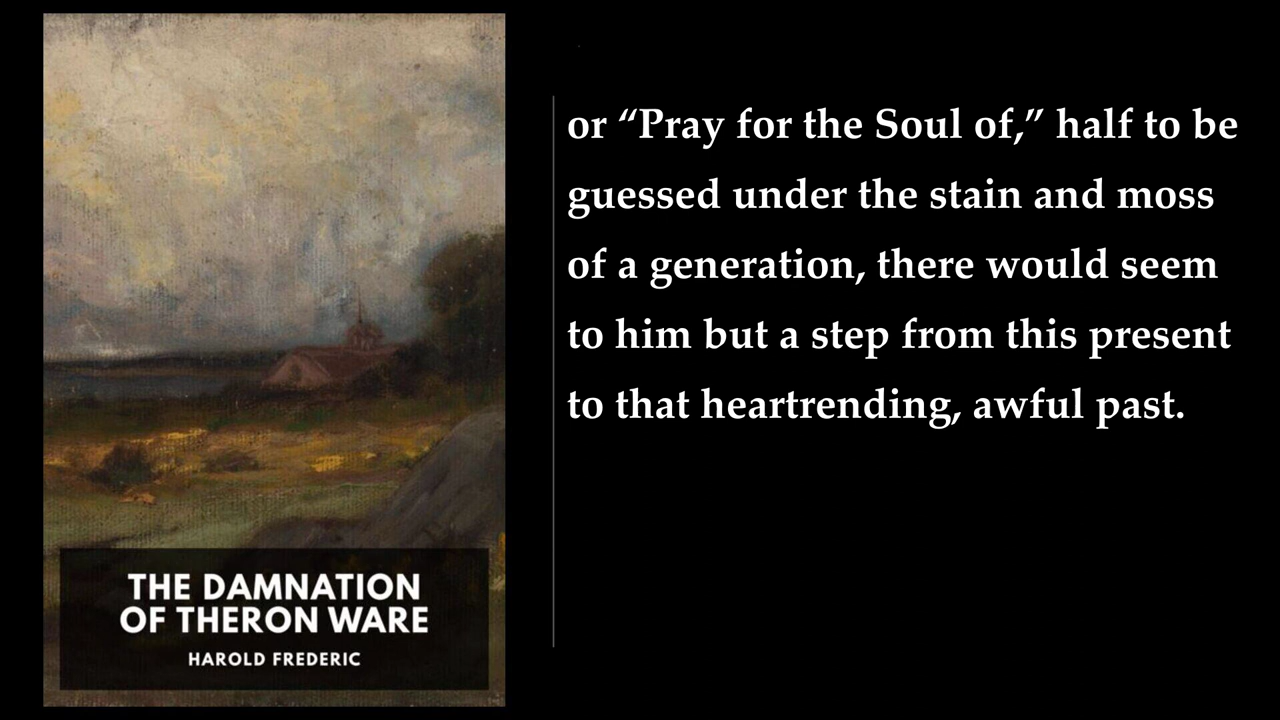 or “Pray for the Soul of,” half to be
guessed under the stain and moss
of a generation, there would seem
to him but a step from this present
to that heartrending, awful past.
THE DAMNATION
OF THERON WARE
HAROLD FREDERIC